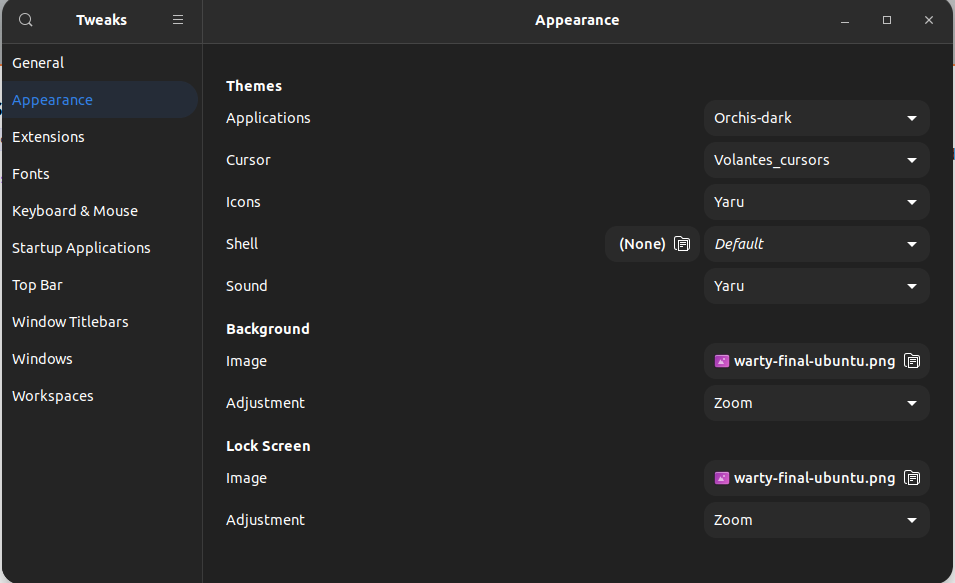 Tweaks
Appearance
General
Appearance
Extensions
Fonts
Keyboard & Mouse
Startup Applications
Top Bar
Window Titlebars
Windows
Workspaces
Themes
Applications Orchis-dark
Cursor Volantes_cursors
Icons Yaru
Shell (None) Default
Sound Yaru
Background
Image warty-final-ubuntu.png
Adjustment Zoom
Lock Screen
Image warty-final-ubuntu.png
Adjustment Zoom